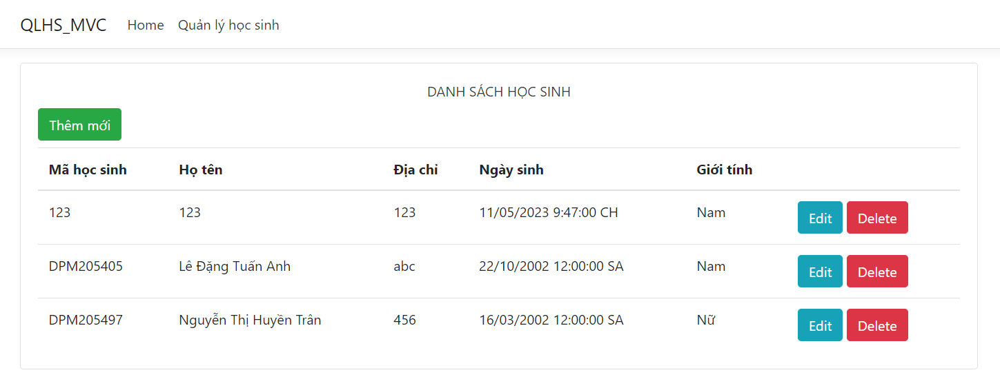 QLHS_MVC Home Quản lý học sinh
DANH SÁCH HỌC SINH
Thêm mới
Mã học sinh Họ tên Địa chỉ Ngày sinh Giới tính
123 123 123 11/05/2023 9:47:00 CH Nam Edit Delete
DPM205405 Lê Đặng Tuấn Anh abc 22/10/2002 12:00:00 SA Nam Edit Delete
DPM205497 Nguyễn Thị Huyền Trân 456 16/03/2002 12:00:00 SA Nữ Edit Delete